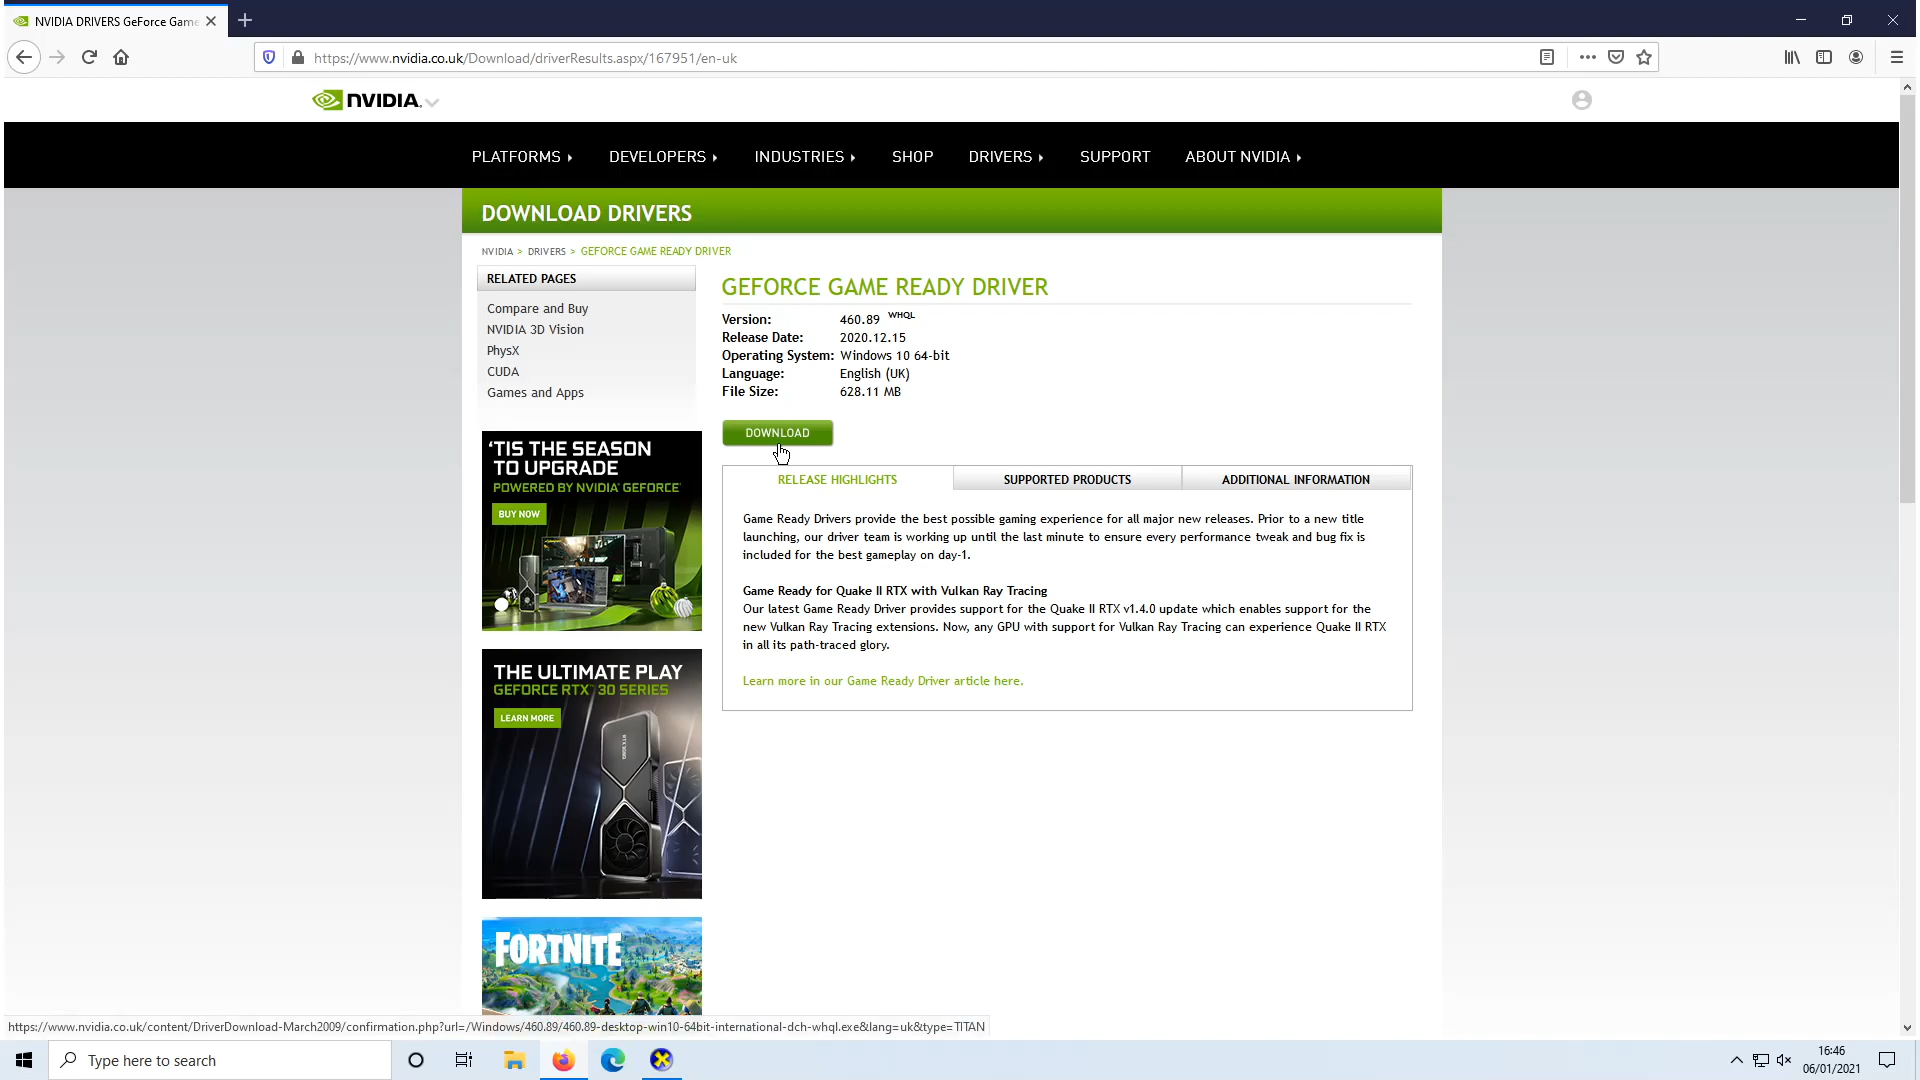 NVIDIA DRIVERS GeForce Game
https://www.nvidia.co.uk/Download/driverResults.aspx/167951/en-uk
NVIDIA.
PLATFORMS DEVELOPERS INDUSTRIES SHOP DRIVERS SUPPORT ABOUT NVIDIA
DOWNLOAD DRIVERS
NVIDIA > DRIVERS > GEFORCE GAME READY DRIVER
RELATED PAGES
Compare and Buy
NVIDIA 3D Vision
PhysX
CUDA
Games and Apps
'TIS THE SEASON
TO UPGRADE
POWERED BY NVIDIA GEFORCE
BUY NOW
THE ULTIMATE PLAY
GEFORCE RTX 30 SERIES
LEARN MORE
FORTNITE
GEFORCE GAME READY DRIVER
Version: 460.89 WHQL
Release Date: 2020.12.15
Operating System: Windows 10 64-bit
Language: English (UK)
File Size: 628.11 MB
DOWNLOAD
RELEASE HIGHLIGHTS SUPPORTED PRODUCTS ADDITIONAL INFORMATION
Game Ready Drivers provide the best possible gaming experience for all major new releases. Prior to a new title
launching, our driver team is working up until the last minute to ensure every performance tweak and bug fix is
included for the best gameplay on day-1.
Game Ready for Quake II RTX with Vulkan Ray Tracing
Our latest Game Ready Driver provides support for the Quake II RTX v1.4.0 update which enables support for the
new Vulkan Ray Tracing extensions. Now, any GPU with support for Vulkan Ray Tracing can experience Quake II RTX
in all its path-traced glory.
Learn more in our Game Ready Driver article here.
https://www.nvidia.co.uk/content/DriverDownload-March2009/confirmation.php?url=/Windows/460.89/460.89-desktop-win10-64bit-international-dch-whql.exe&lang=uk&type=TITAN
Type here to search
16:46
06/01/2021